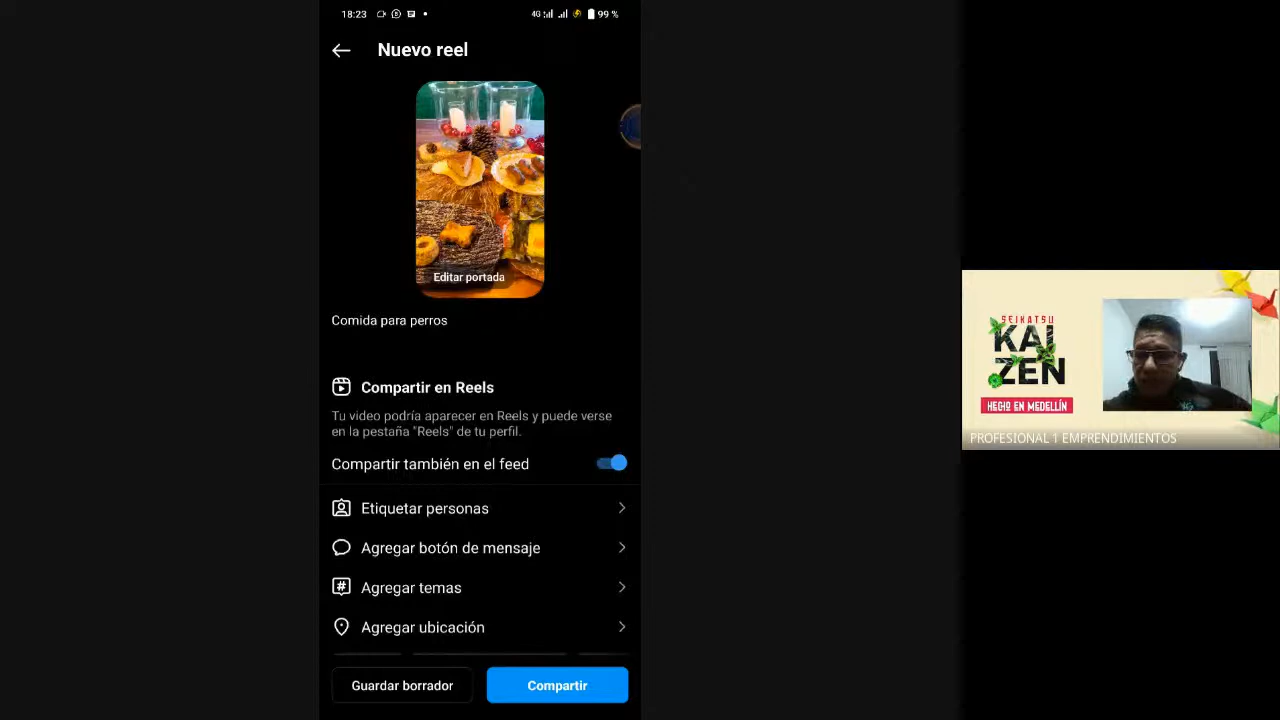 18:23
4G
99 %
Nuevo reel
Editar portada
Comida para perros
Compartir en Reels
Tu video podría aparecer en Reels y puede verse
en la pestaña "Reels" de tu perfil.
Compartir también en el feed
Etiquetar personas
Agregar botón de mensaje
Agregar temas
Agregar ubicación
Guardar borrador
Compartir
SEIKATSU
KAI
ZEN
HECHO EN MEDELLÍN
PROFESIONAL 1 EMPRENDIMIENTOS